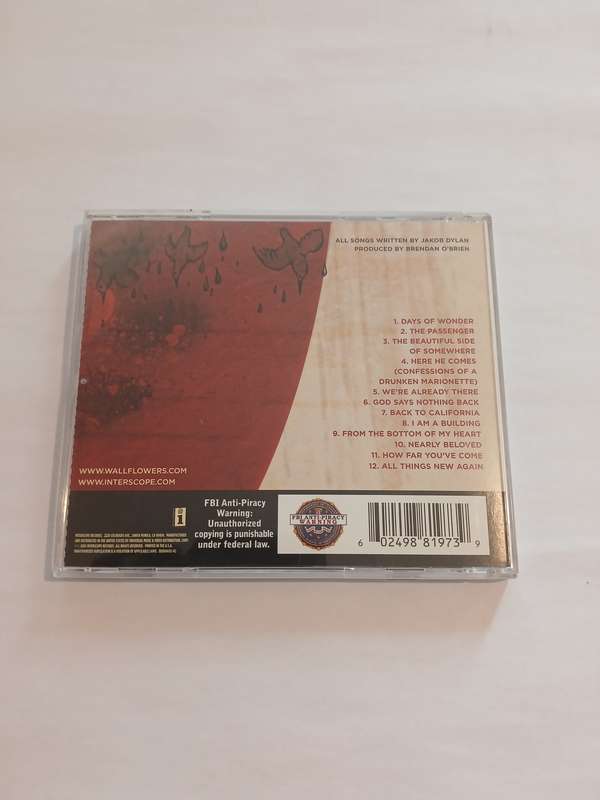 ALL SONGS WRITTEN BY JAKOB DYLAN
PRODUCED BY BRENDAN O'BRIEN
1. DAYS OF WONDER
2. THE PASSENGER
3. THE BEAUTIFUL SIDE
OF SOMEWHERE
4. HERE HE COMES
(CONFESSIONS OF A
DRUNKEN MARIONETTE)
5. WE'RE ALREADY THERE
6. GOD SAYS NOTHING BACK
7. BACK TO CALIFORNIA
8. I AM A BUILDING
9. FROM THE BOTTOM OF MY HEART
10. NEARLY BELOVED
11. HOW FAR YOU'VE COME
12. ALL THINGS NEW AGAIN
WWW.WALLFLOWERS.COM
WWW.INTERSCOPE.COM
FBI Anti-Piracy
Warning:
Unauthorized
copying is punishable
under federal law.
FBI ANTI-PIRACY
WARNING
6 02498 81973 9